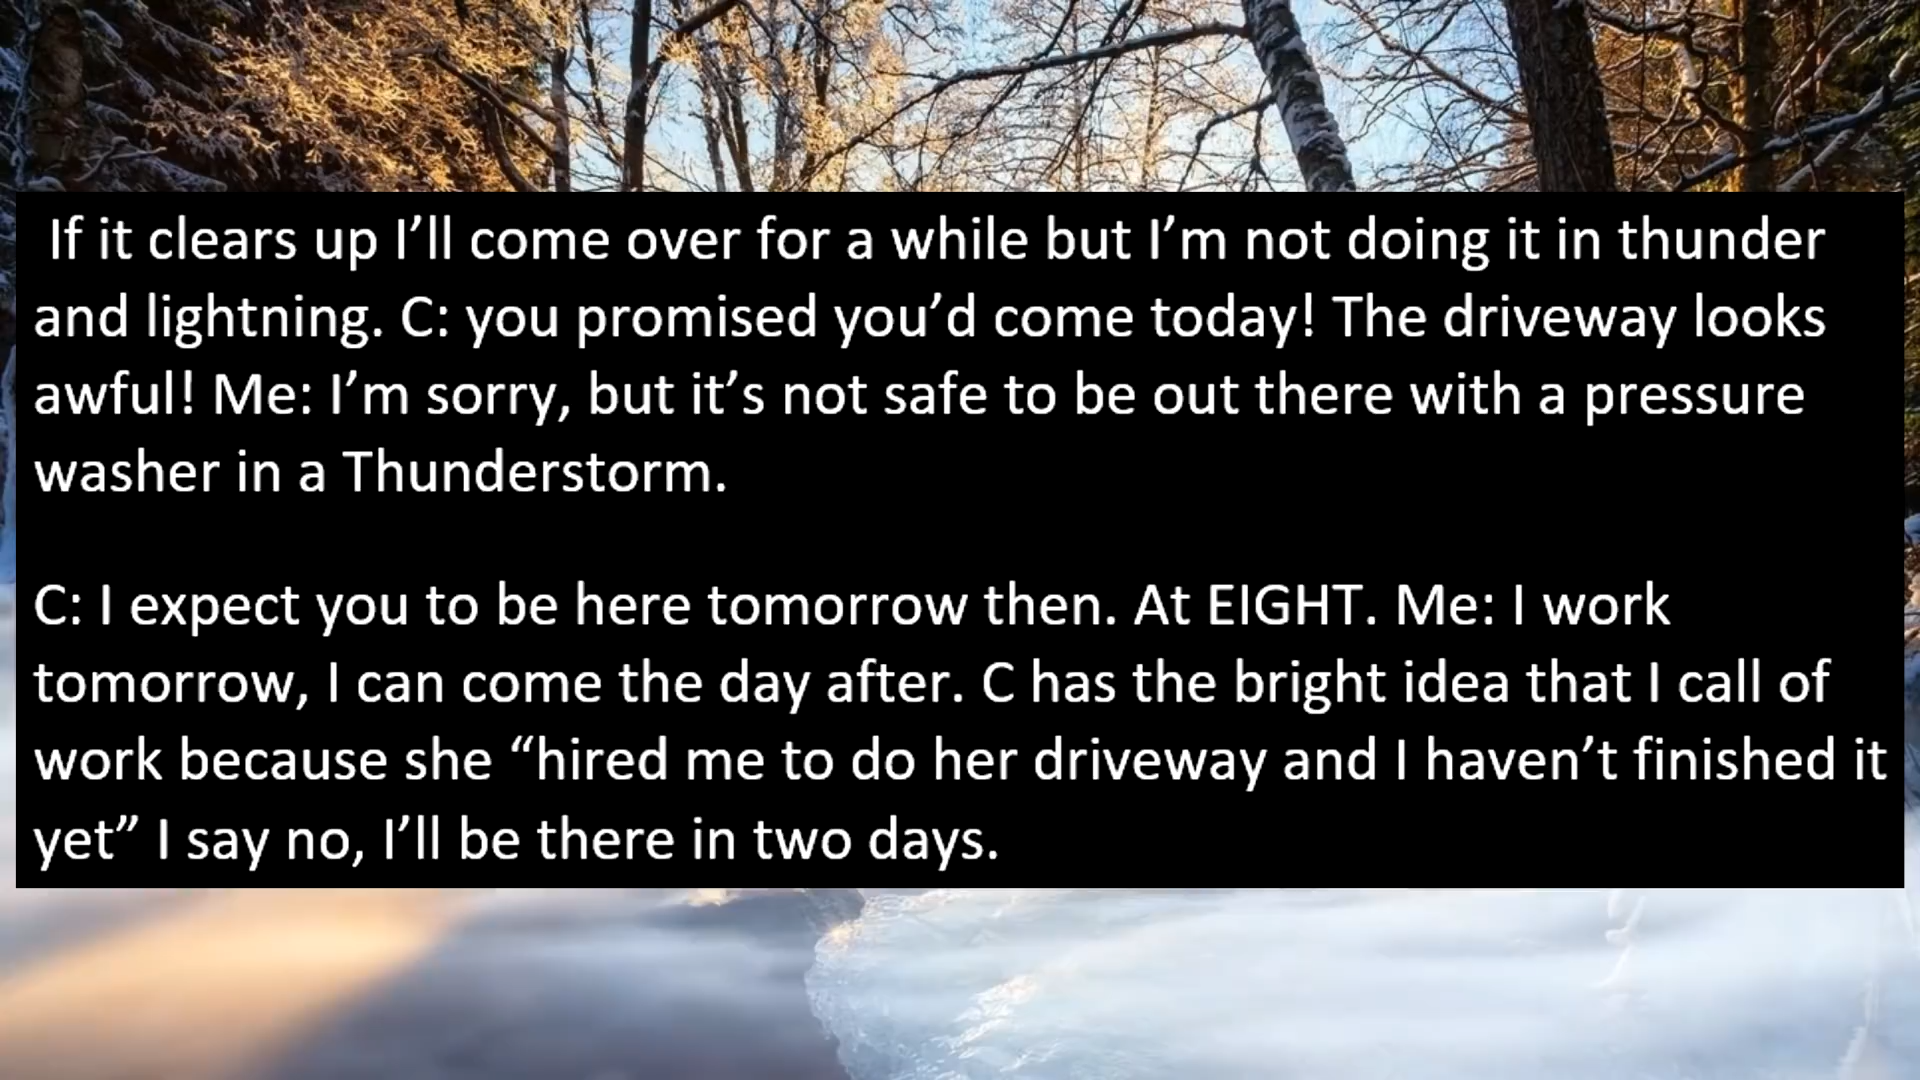 If it clears up I’ll come over for a while but I’m not doing it in thunder
and lightning. C: you promised you’d come today! The driveway looks
awful! Me: I’m sorry, but it’s not safe to be out there with a pressure
washer in a Thunderstorm.
C: I expect you to be here tomorrow then. At EIGHT. Me: I work
tomorrow, I can come the day after. C has the bright idea that I call of
work because she “hired me to do her driveway and I haven’t finished it
yet” I say no, I’ll be there in two days.